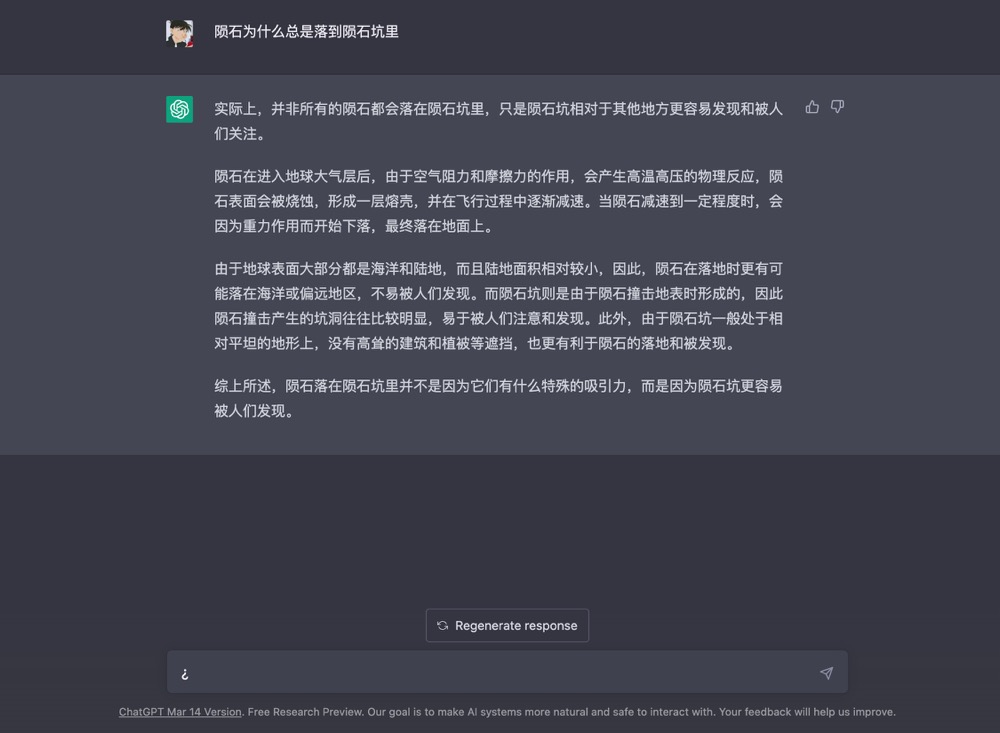 陨石为什么总是落到陨石坑里
实际上，并非所有的陨石都会落在陨石坑里，只是陨石坑相对于其他地方更容易发现和被人
们关注。
陨石在进入地球大气层后，由于空气阻力和摩擦力的作用，会产生高温高压的物理反应，陨
石表面会被烧蚀，形成一层熔壳，并在飞行过程中逐渐减速。当陨石减速到一定程度时，会
因为重力作用而开始下落，最终落在地面上。
由于地球表面大部分都是海洋和陆地，而且陆地面积相对较小，因此，陨石在落地时更有可
能落在海洋或偏远地区，不易被人们发现。而陨石坑则是由于陨石撞击地表时形成的，因此
陨石撞击产生的坑洞往往比较明显，易于被人们注意和发现。此外，由于陨石坑一般处于相
对平坦的地形上，没有高耸的建筑和植被等遮挡，也更有利于陨石的落地和被发现。
综上所述，陨石落在陨石坑里并不是因为它们有什么特殊的吸引力，而是因为陨石坑更容易
被人们发现。
Regenerate response
¿
ChatGPT Mar 14 Version. Free Research Preview. Our goal is to make AI systems more natural and safe to interact with. Your feedback will help us improve.